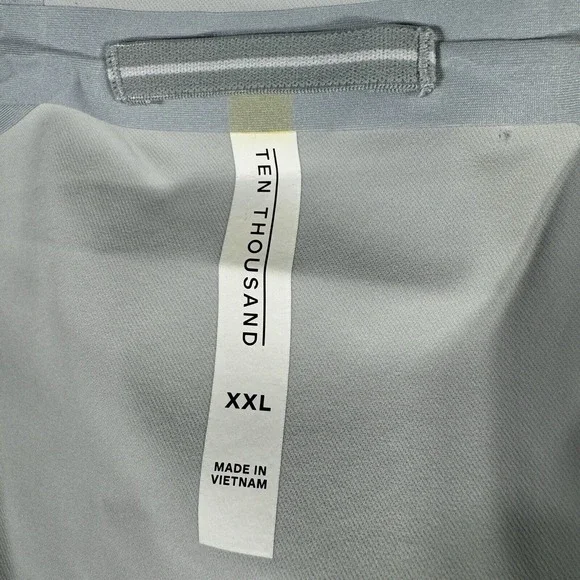 TEN THOUSAND
XXL
MADE IN
VIETNAM